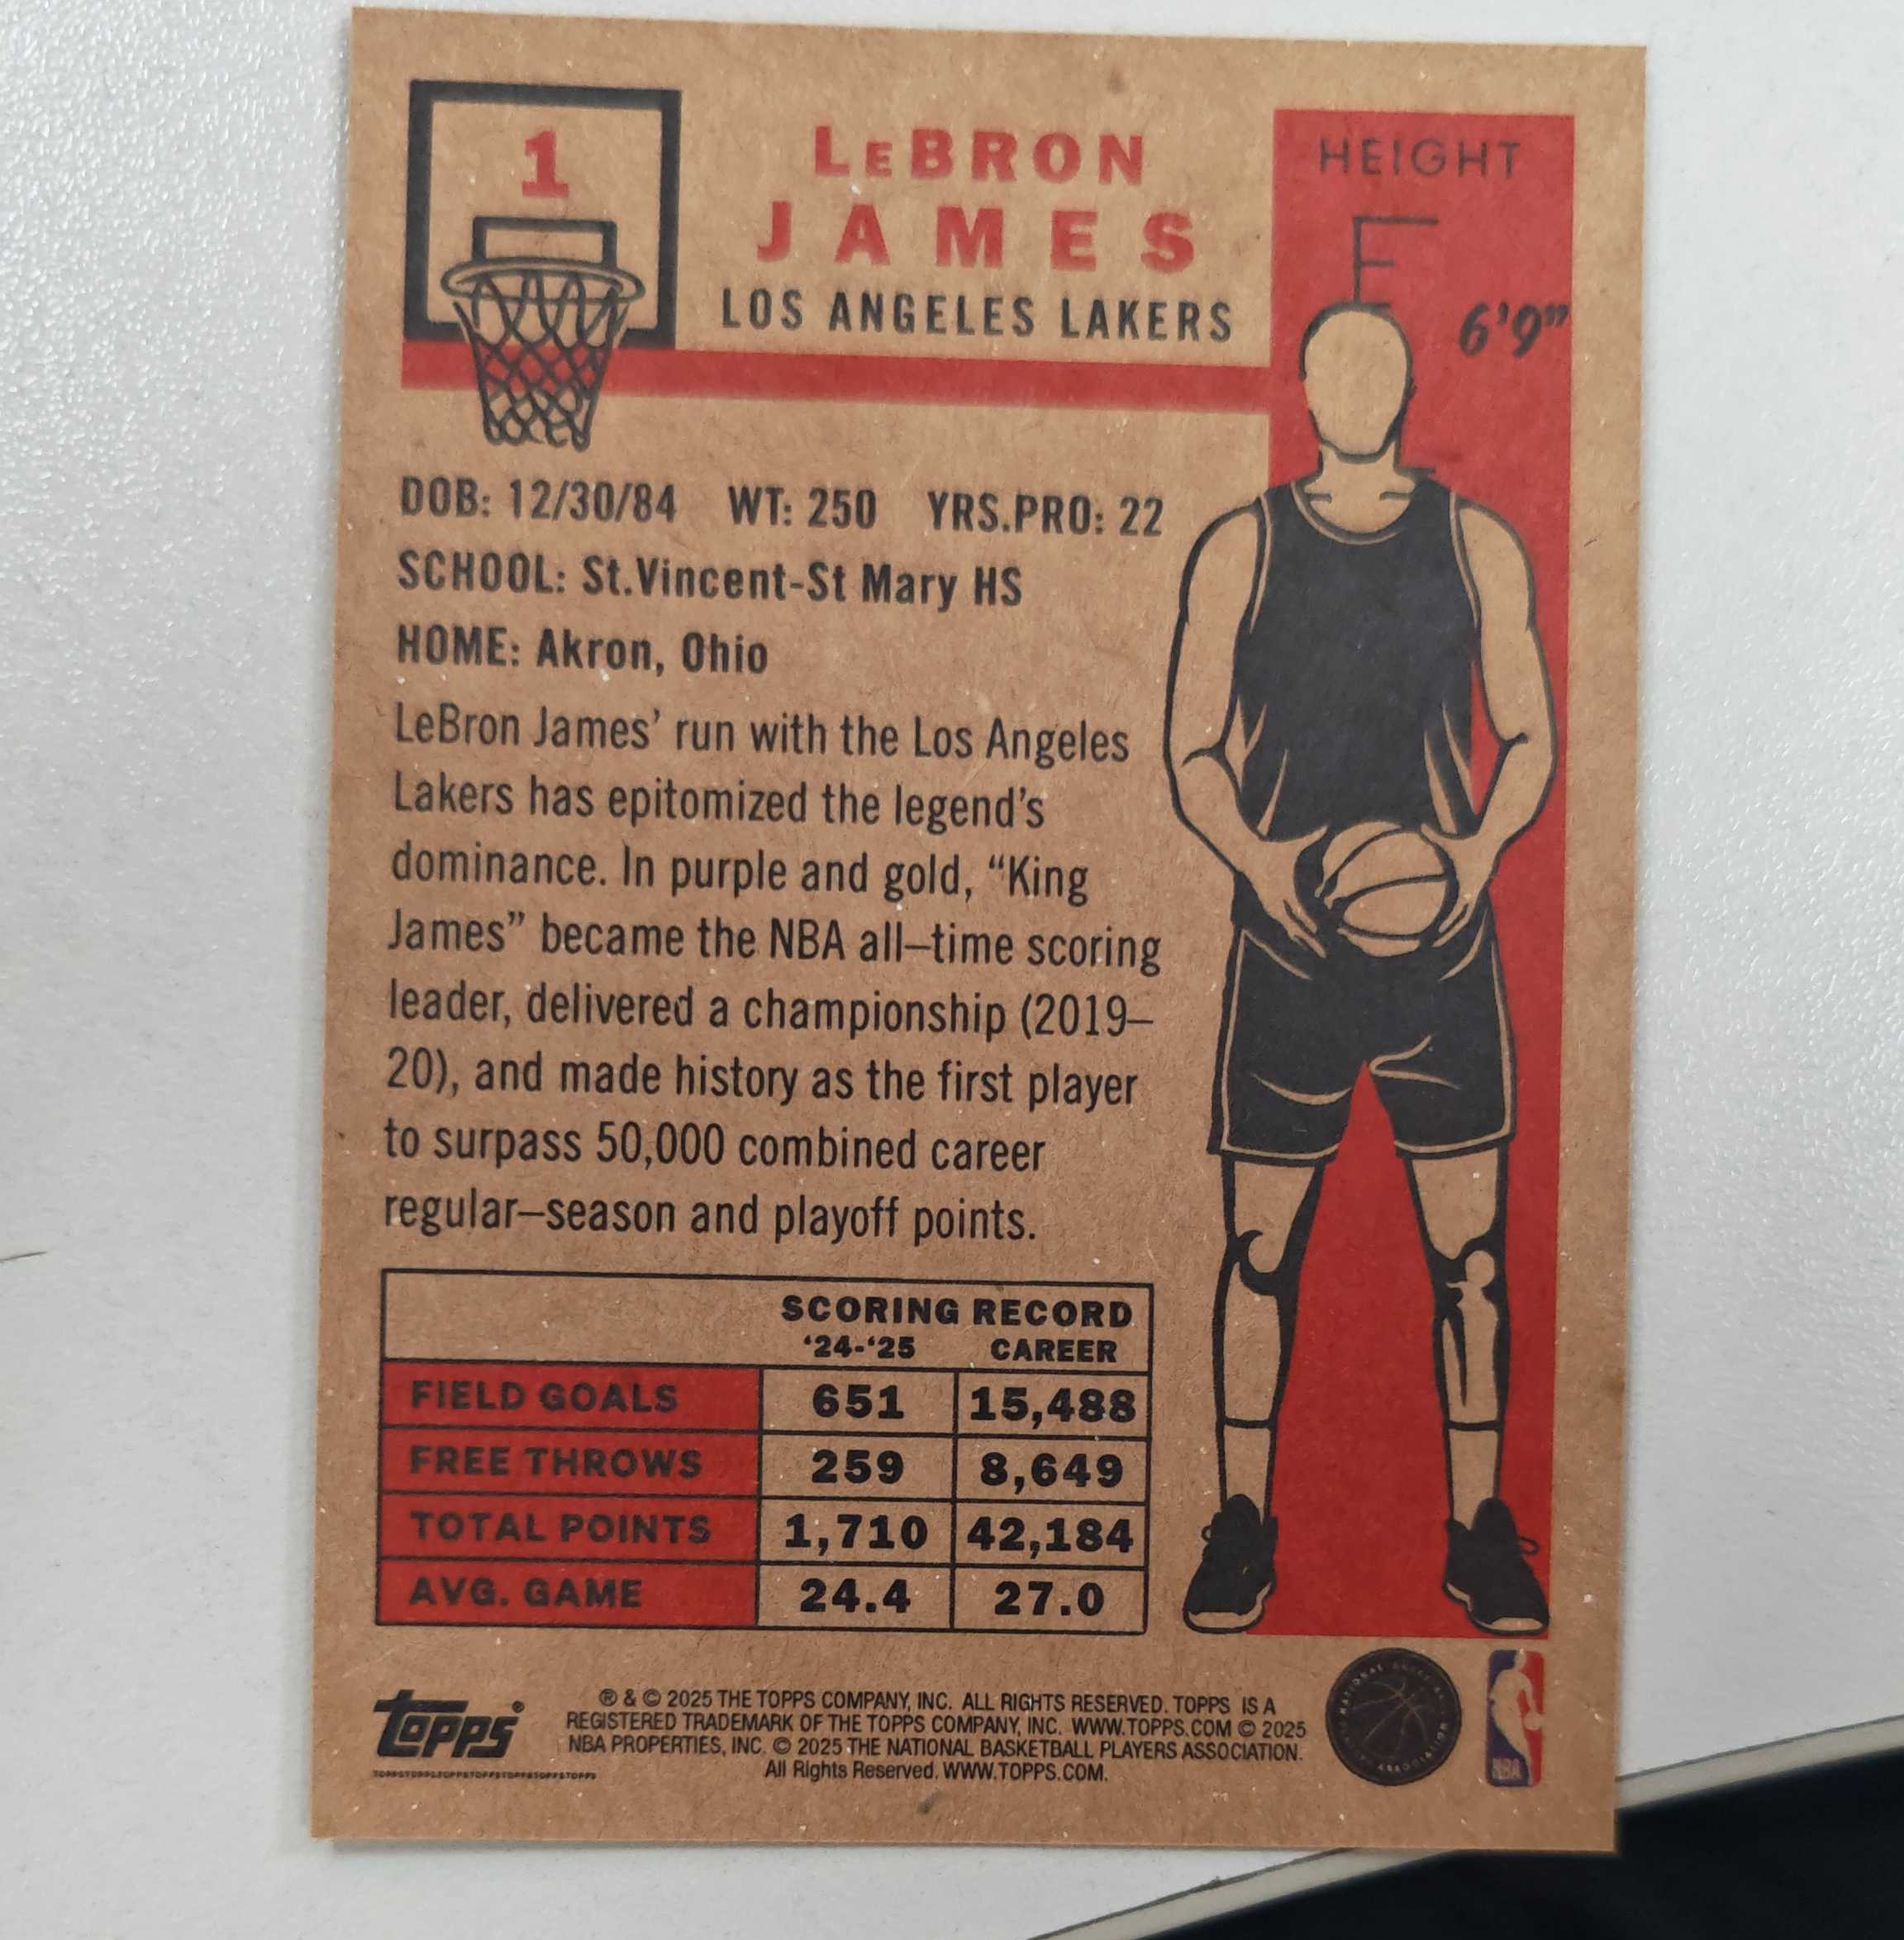 1
LeBRON
JAMES
LOS ANGELES LAKERS
HEIGHT
6'9"
DOB: 12/30/84 WT: 250 YRS.PRO: 22
SCHOOL: St.Vincent-St Mary HS
HOME: Akron, Ohio
LeBron James’ run with the Los Angeles
Lakers has epitomized the legend’s
dominance. In purple and gold, “King
James” became the NBA all–time scoring
leader, delivered a championship (2019–
20), and made history as the first player
to surpass 50,000 combined career
regular–season and playoff points.
SCORING RECORD
‘24-‘25 CAREER
FIELD GOALS 651 15,488
FREE THROWS 259 8,649
TOTAL POINTS 1,710 42,184
AVG. GAME 24.4 27.0
Topps®
TOPPSTOPPSTOPPSTOPPSTOPPSTOPPSTOPPS
® & © 2025 THE TOPPS COMPANY, INC. ALL RIGHTS RESERVED. TOPPS IS A
REGISTERED TRADEMARK OF THE TOPPS COMPANY, INC. WWW.TOPPS.COM © 2025
NBA PROPERTIES, INC. © 2025 THE NATIONAL BASKETBALL PLAYERS ASSOCIATION.
All Rights Reserved. WWW.TOPPS.COM.
NBA